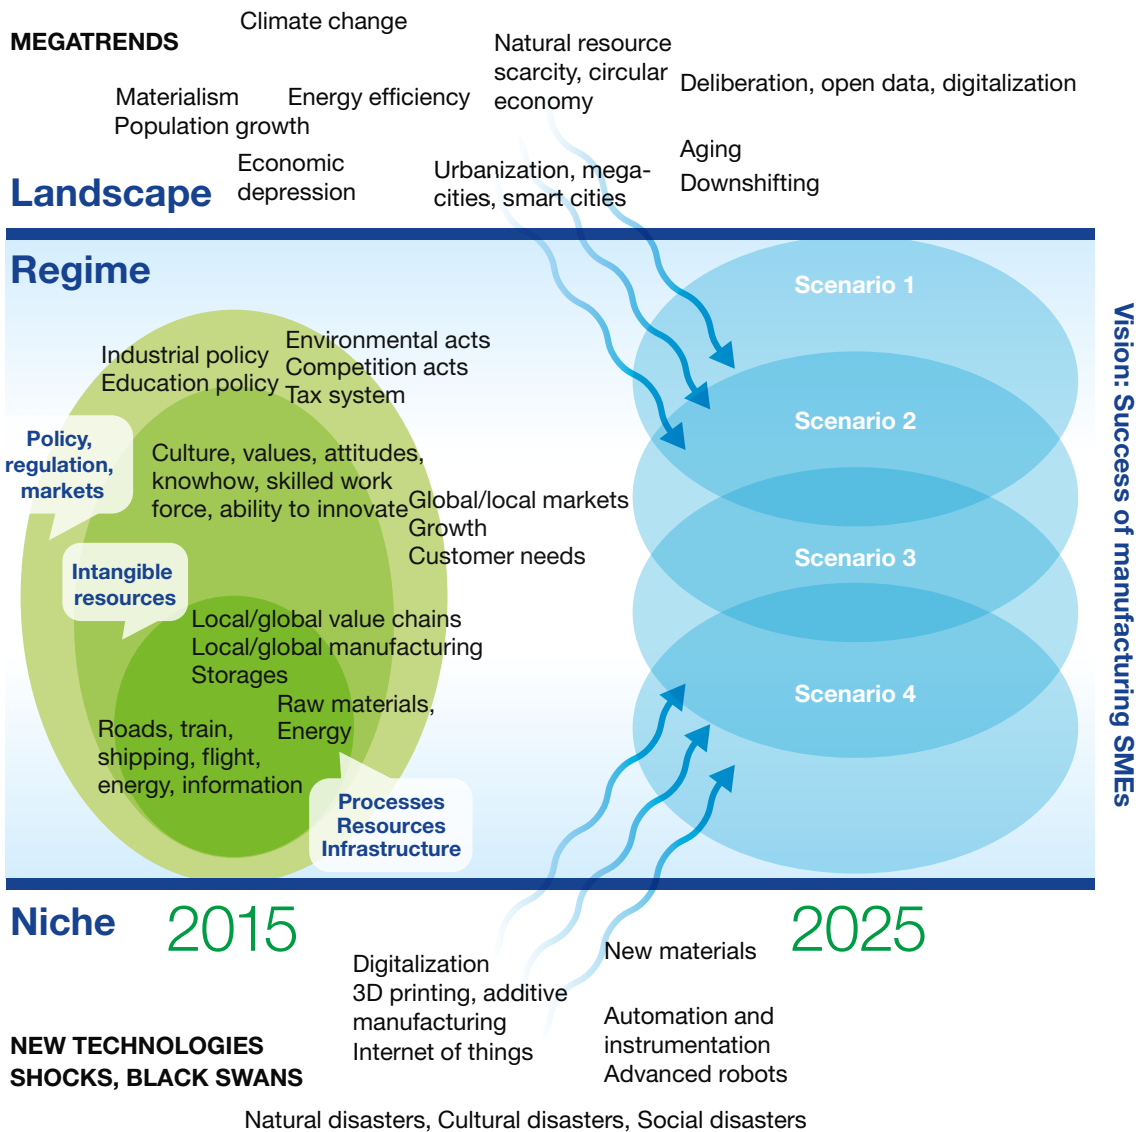 Climate change
MEGATRENDS
Natural resource
scarcity, circular
economy
Deliberation, open data, digitalization
Materialism
Population growth
Energy efficiency
Economic
depression
Urbanization, mega-
cities, smart cities
Aging
Downshifting
Landscape
Regime
Scenario 1
Industrial policy
Education policy
Environmental acts
Competition acts
Tax system
Scenario 2
Policy,
regulation,
markets
Culture, values, attitudes,
knowhow, skilled work
force, ability to innovate
Global/local markets
Growth
Customer needs
Scenario 3
Intangible
resources
Local/global value chains
Local/global manufacturing
Storages
Raw materials,
Energy
Scenario 4
Roads, train,
shipping, flight,
energy, information
Processes
Resources
Infrastructure
Vision: Success of manufacturing SMEs
Niche
2015
2025
Digitalization
3D printing, additive
manufacturing
Internet of things
New materials
Automation and
instrumentation
Advanced robots
NEW TECHNOLOGIES
SHOCKS, BLACK SWANS
Natural disasters, Cultural disasters, Social disasters